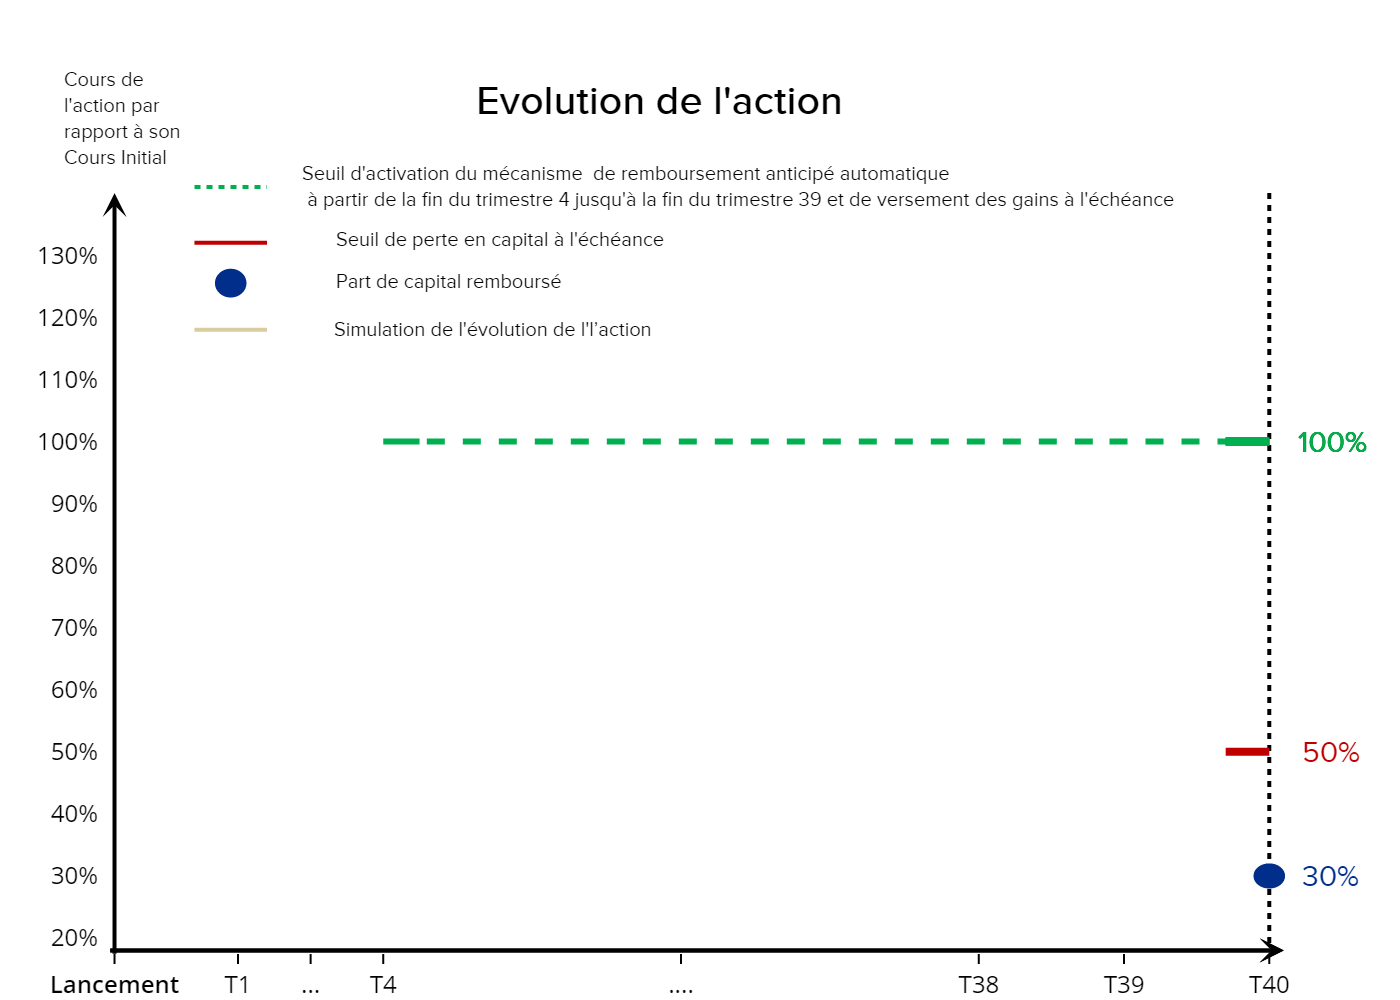 Cours de
l'action par
rapport à son
Cours Initial
Evolution de l'action
Seuil d'activation du mécanisme  de remboursement anticipé automatique
à partir de la fin du trimestre 4 jusqu'à la fin du trimestre 39 et de versement des gains à l'échéance
Seuil de perte en capital à l'échéance
Part de capital remboursé
Simulation de l'évolution de l'l’action
130%
120%
110%
100%
100%
90%
80%
70%
60%
50%
50%
40%
30%
30%
20%
Lancement T1 ... T4 .... T38 T39 T40